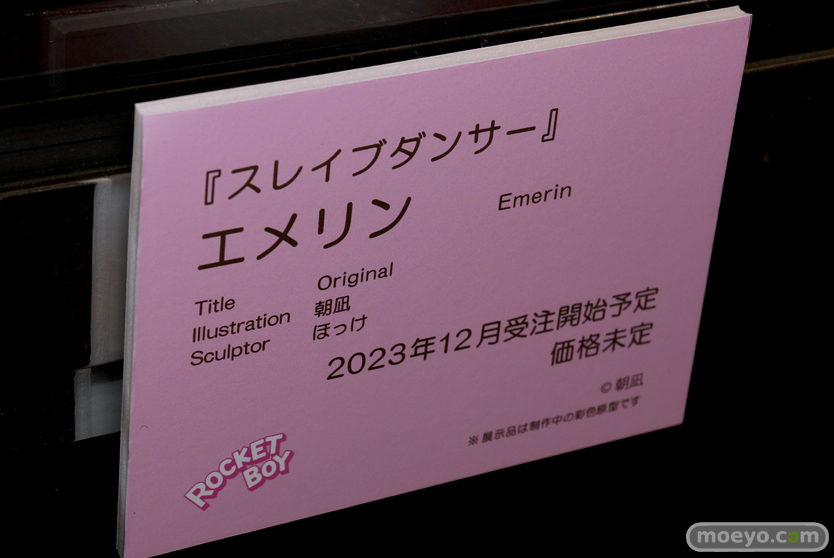 『スレイブダンサー』
エメリン Emerin
Title Original
Illustration 朝凪
Sculptor ほっけ
2023年12月受注開始予定
価格未定
© 朝凪
※ 展示品は制作中の彩色原型です
ROCKET
BOY
moeyo.com